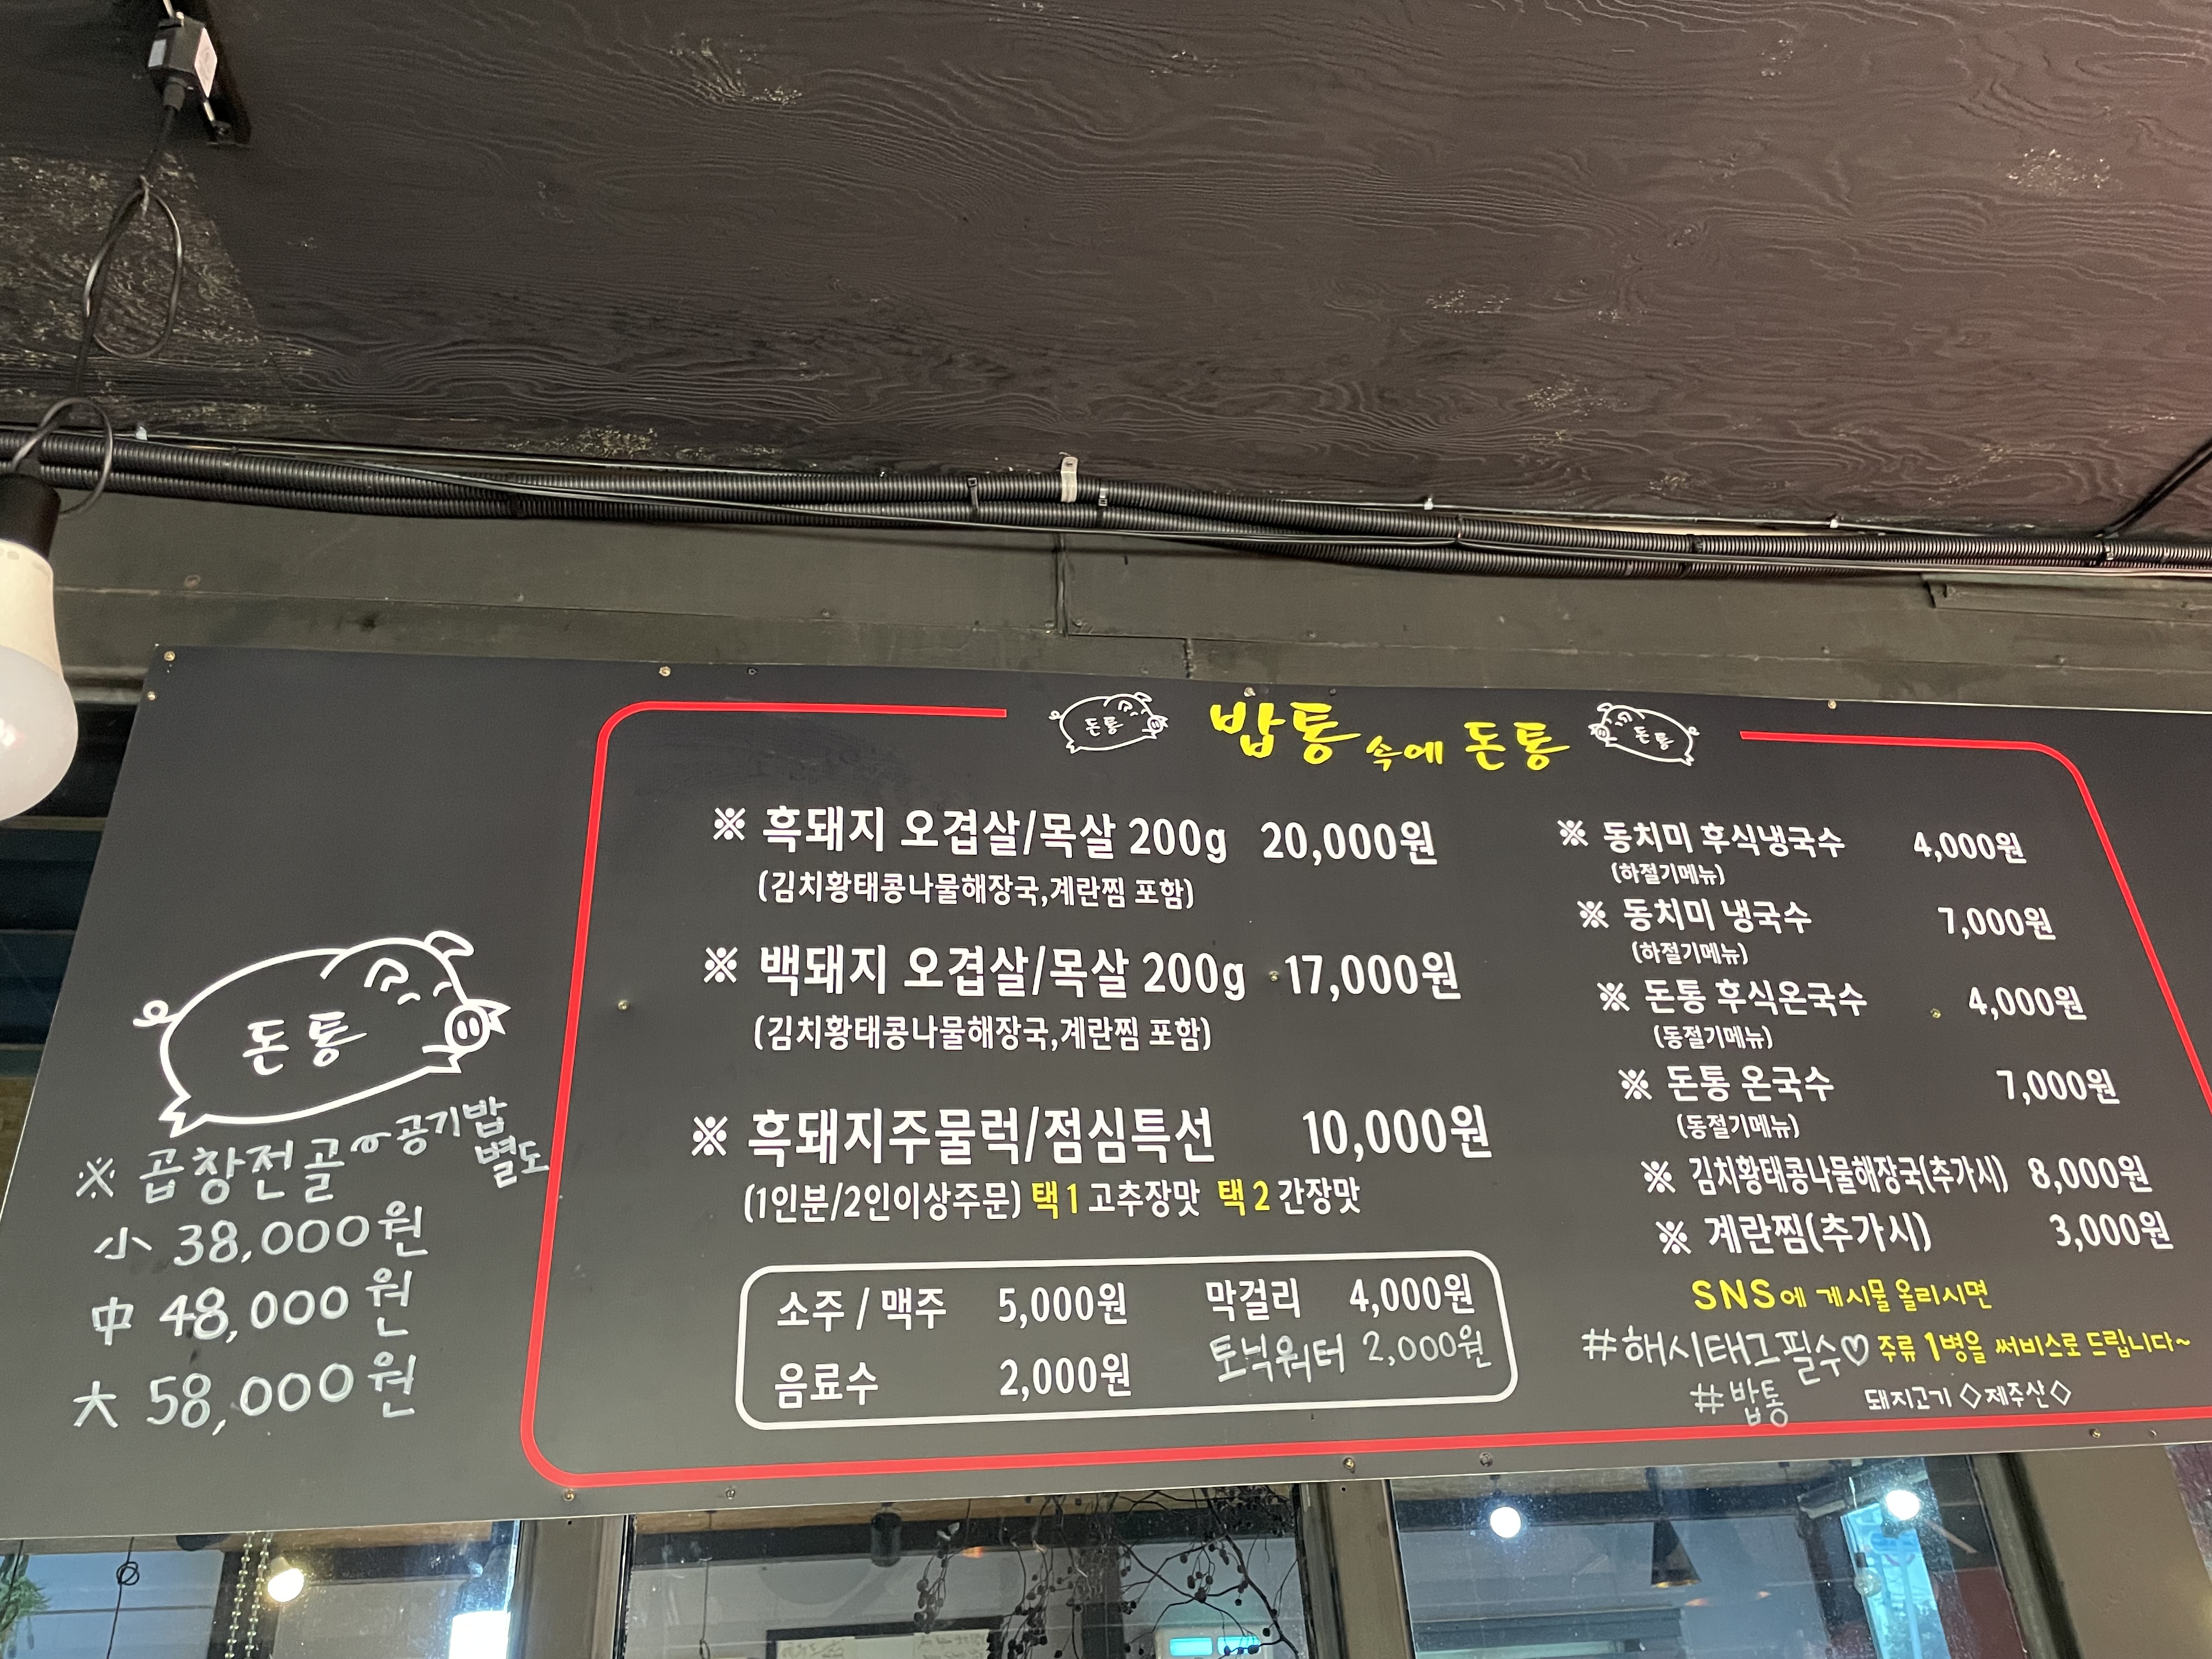 밥통 속에 돈통
돈통
돈통
※ 흑돼지 오겹살/목살 200g 20,000원
(김치황태콩나물해장국,계란찜 포함)
※ 백돼지 오겹살/목살 200g 17,000원
(김치황태콩나물해장국,계란찜 포함)
※ 흑돼지주물럭/점심특선 10,000원
(1인분/2인이상주문) 택1 고추장맛 택2 간장맛
소주 / 맥주 5,000원 막걸리 4,000원
음료수 2,000원 토닉워터 2,000원
※ 동치미 후식냉국수 4,000원
(하절기메뉴)
※ 동치미 냉국수 7,000원
(하절기메뉴)
※ 돈통 후식온국수 4,000원
(동절기메뉴)
※ 돈통 온국수 7,000원
(동절기메뉴)
※ 김치황태콩나물해장국(추가시) 8,000원
※ 계란찜(추가시) 3,000원
SNS에 게시물 올리시면
#해시태그필수♡ 주류 1병을 써비스로 드립니다~
#밥통 돼지고기 ◇제주산◇
돈통
※ 곱창전골 공기밥
별도
小 38,000원
中 48,000원
大 58,000원